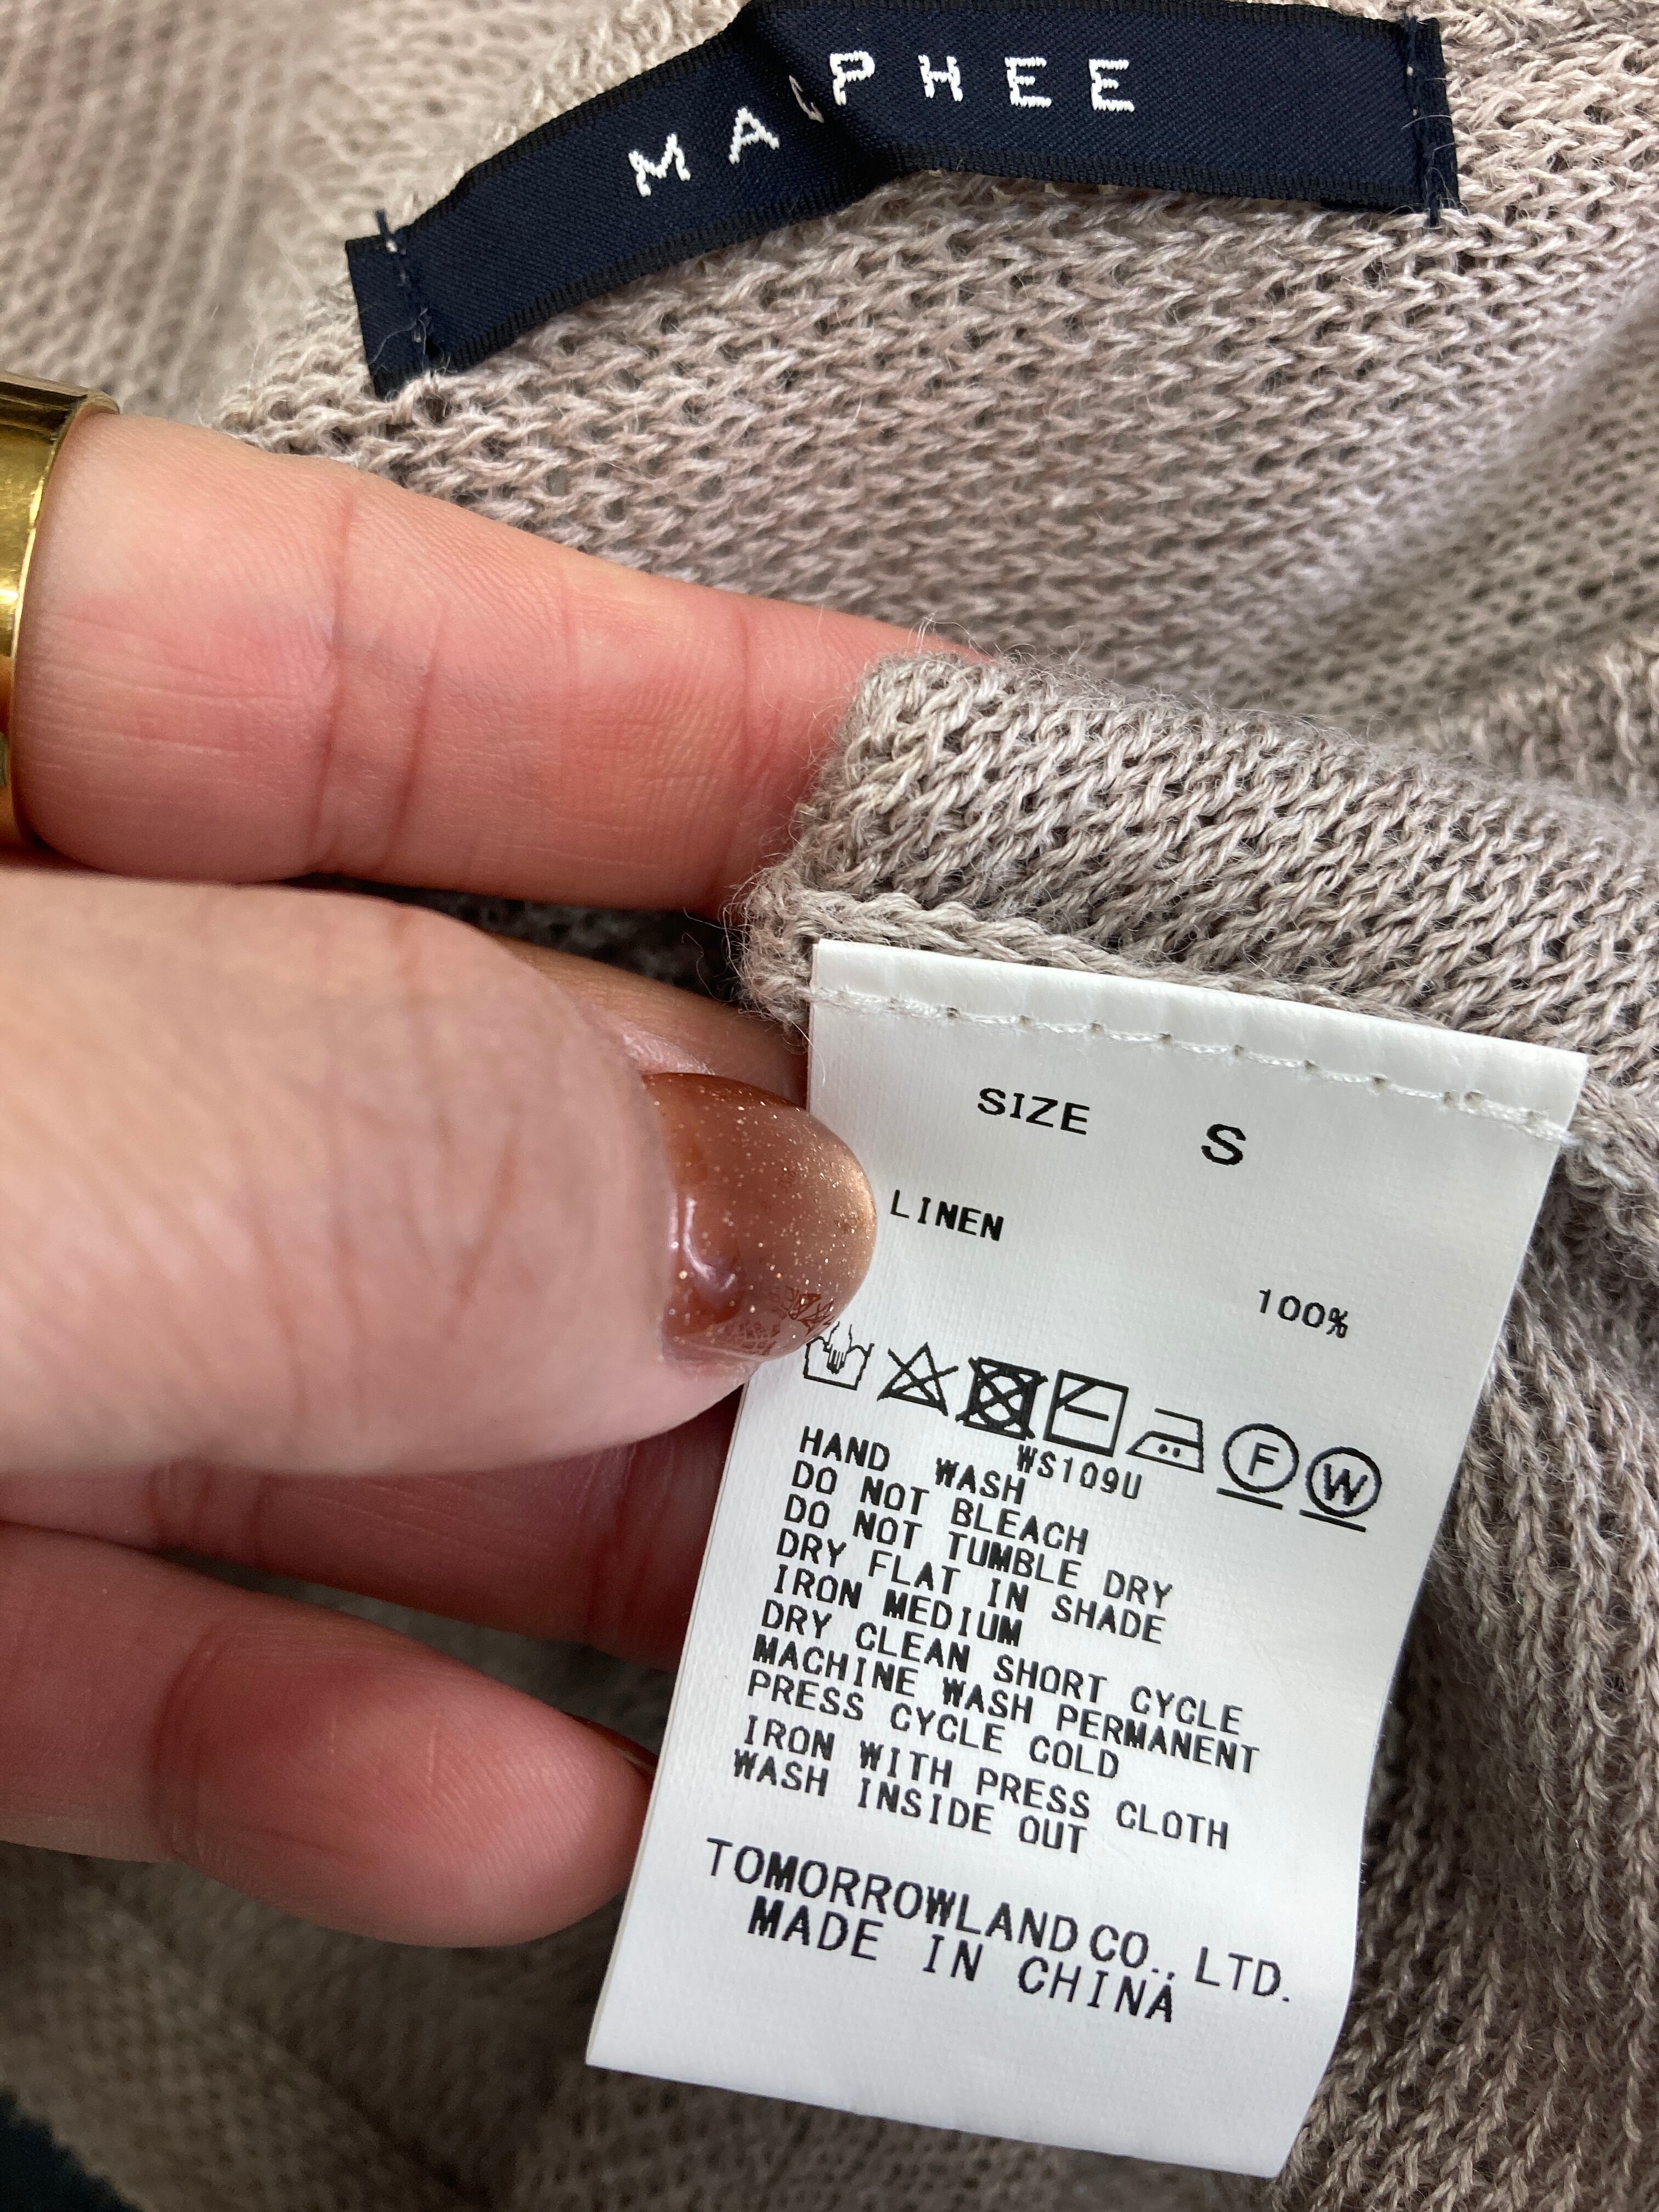 MACPHEE
SIZE S
LINEN
100%
F W
WS109U
HAND WASH
DO NOT BLEACH
DO NOT TUMBLE DRY
DRY FLAT IN SHADE
IRON MEDIUM
DRY CLEAN SHORT CYCLE
MACHINE WASH PERMANENT
PRESS CYCLE COLD
IRON WITH PRESS CLOTH
WASH INSIDE OUT
TOMORROWLAND CO., LTD.
MADE IN CHINA